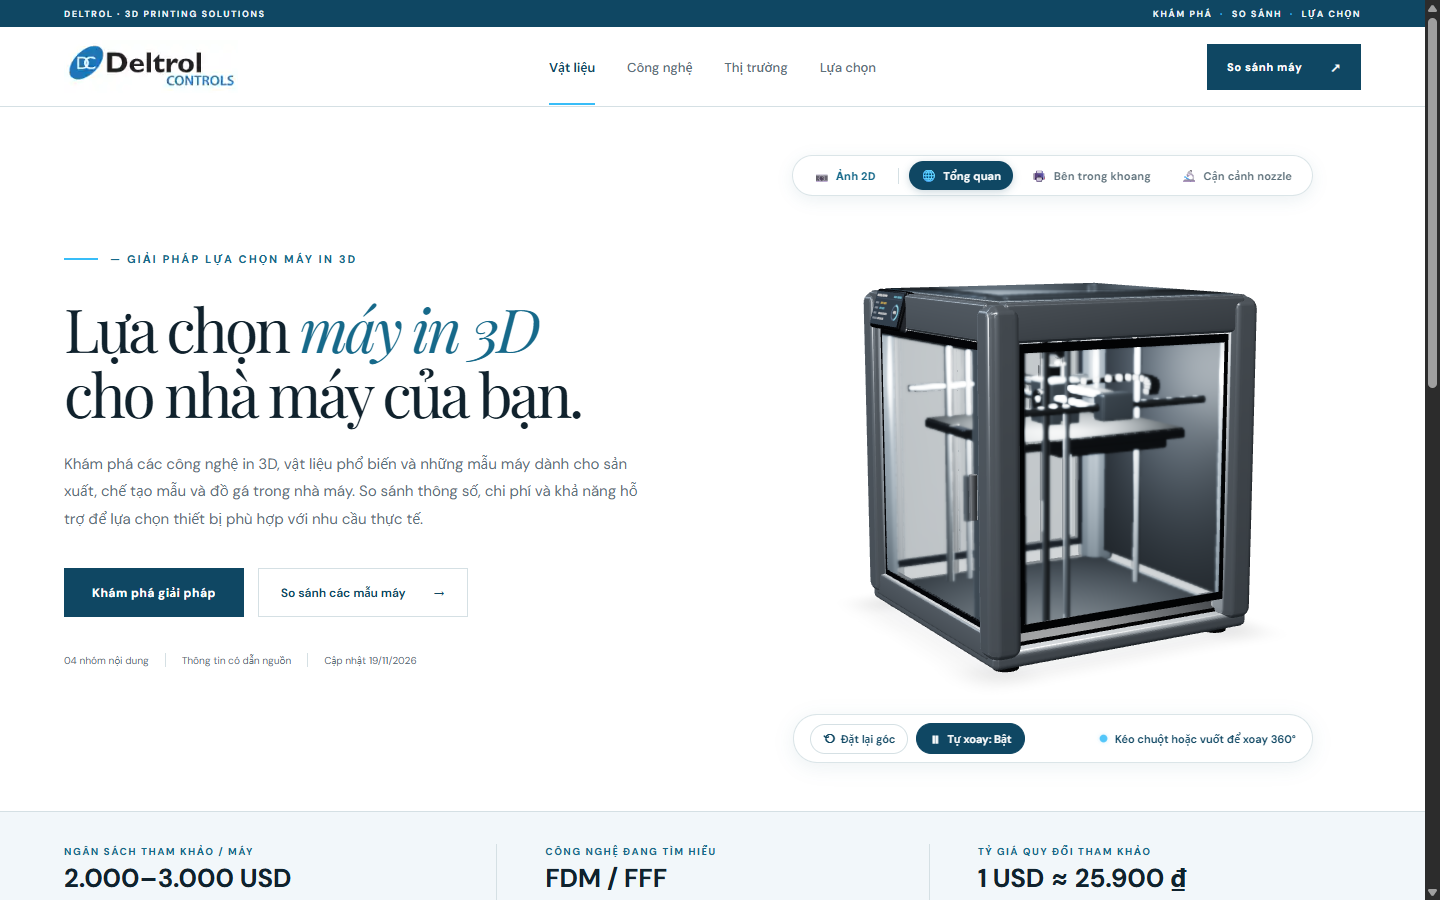 DELTROL • 3D PRINTING SOLUTIONS
KHÁM PHÁ · SO SÁNH · LỰA CHỌN
DC Deltrol
CONTROLS
Vật liệu
Công nghệ
Thị trường
Lựa chọn
So sánh máy ↗
Ảnh 2D
Tổng quan
Bên trong khoang
Cận cảnh nozzle
— GIẢI PHÁP LỰA CHỌN MÁY IN 3D
Lựa chọn máy in 3D
cho nhà máy của bạn.
Khám phá các công nghệ in 3D, vật liệu phổ biến và những mẫu máy dành cho sản
xuất, chế tạo mẫu và đồ gá trong nhà máy. So sánh thông số, chi phí và khả năng hỗ
trợ để lựa chọn thiết bị phù hợp với nhu cầu thực tế.
Khám phá giải pháp
So sánh các mẫu máy →
04 nhóm nội dung
Thông tin có dẫn nguồn
Cập nhật 19/11/2026
Đặt lại góc
Tự xoay: Bật
Kéo chuột hoặc vuốt để xoay 360°
NGÂN SÁCH THAM KHẢO / MÁY
2.000–3.000 USD
CÔNG NGHỆ ĐANG TÌM HIỂU
FDM / FFF
TỶ GIÁ QUY ĐỔI THAM KHẢO
1 USD ≈ 25.900 ₫